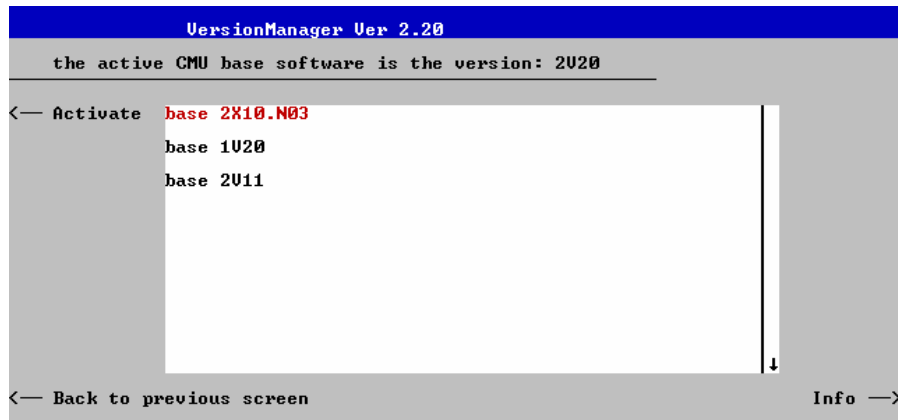 VersionManager Ver 2.20
the active CMU base software is the version: 2V20
<— Activate base 2X10.N03
base 1V20
base 2V11
↓
<— Back to previous screen Info —>